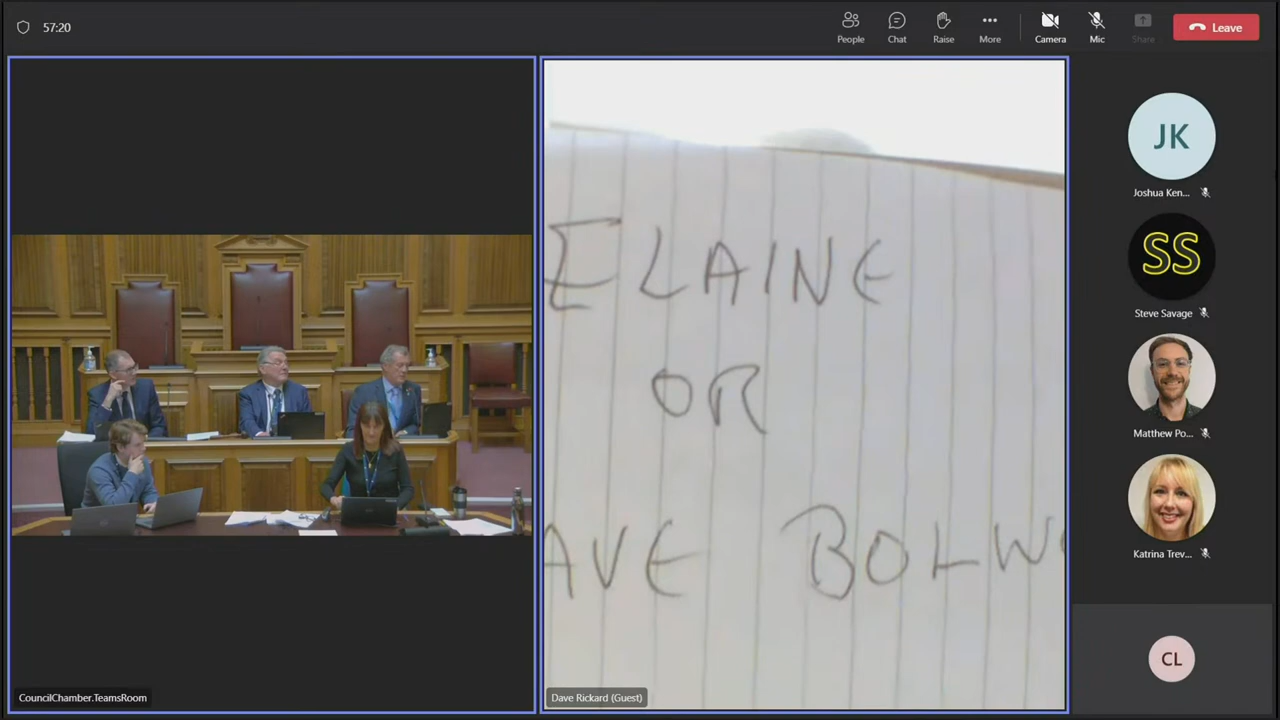 57:20
People
Chat
Raise
More
Camera
Mic
Share
Leave
JK
Joshua Ken...
SS
Steve Savage
Matthew Po...
Katrina Trev...
CL
ELAINE
OR
AVE BOLW
CouncilChamber.TeamsRoom
Dave Rickard (Guest)